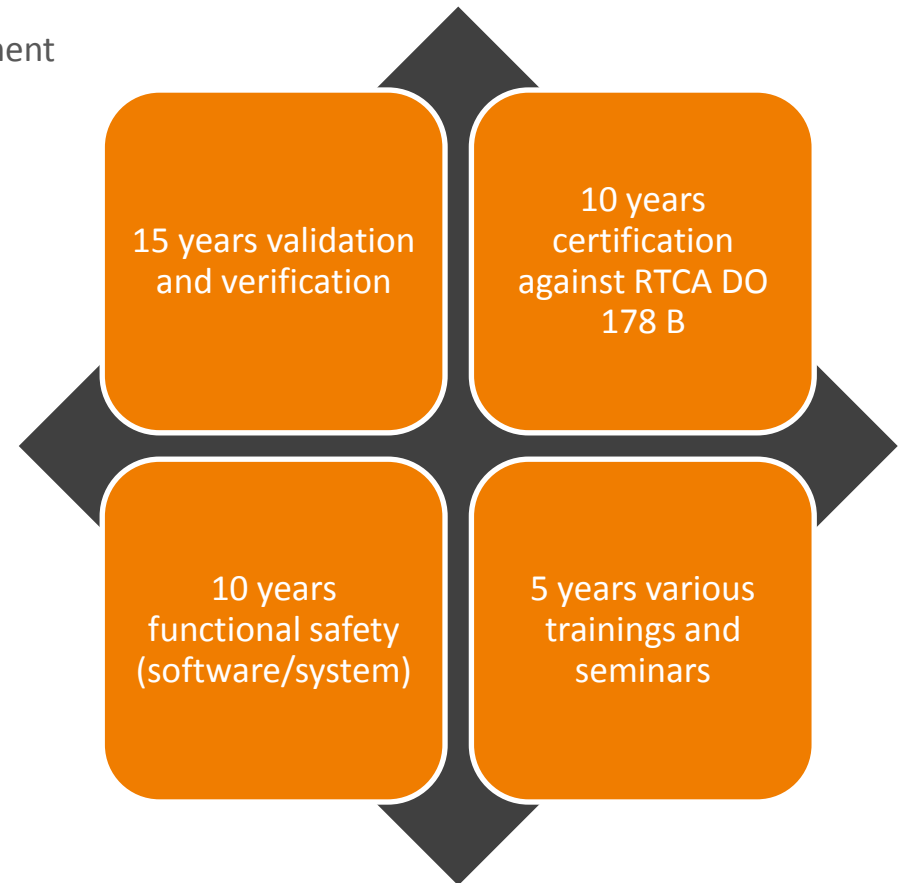 15 years validation
and verification
10 years
certification
against RTCA DO
178 B
10 years
functional safety
(software/system)
5 years various
trainings and
seminars